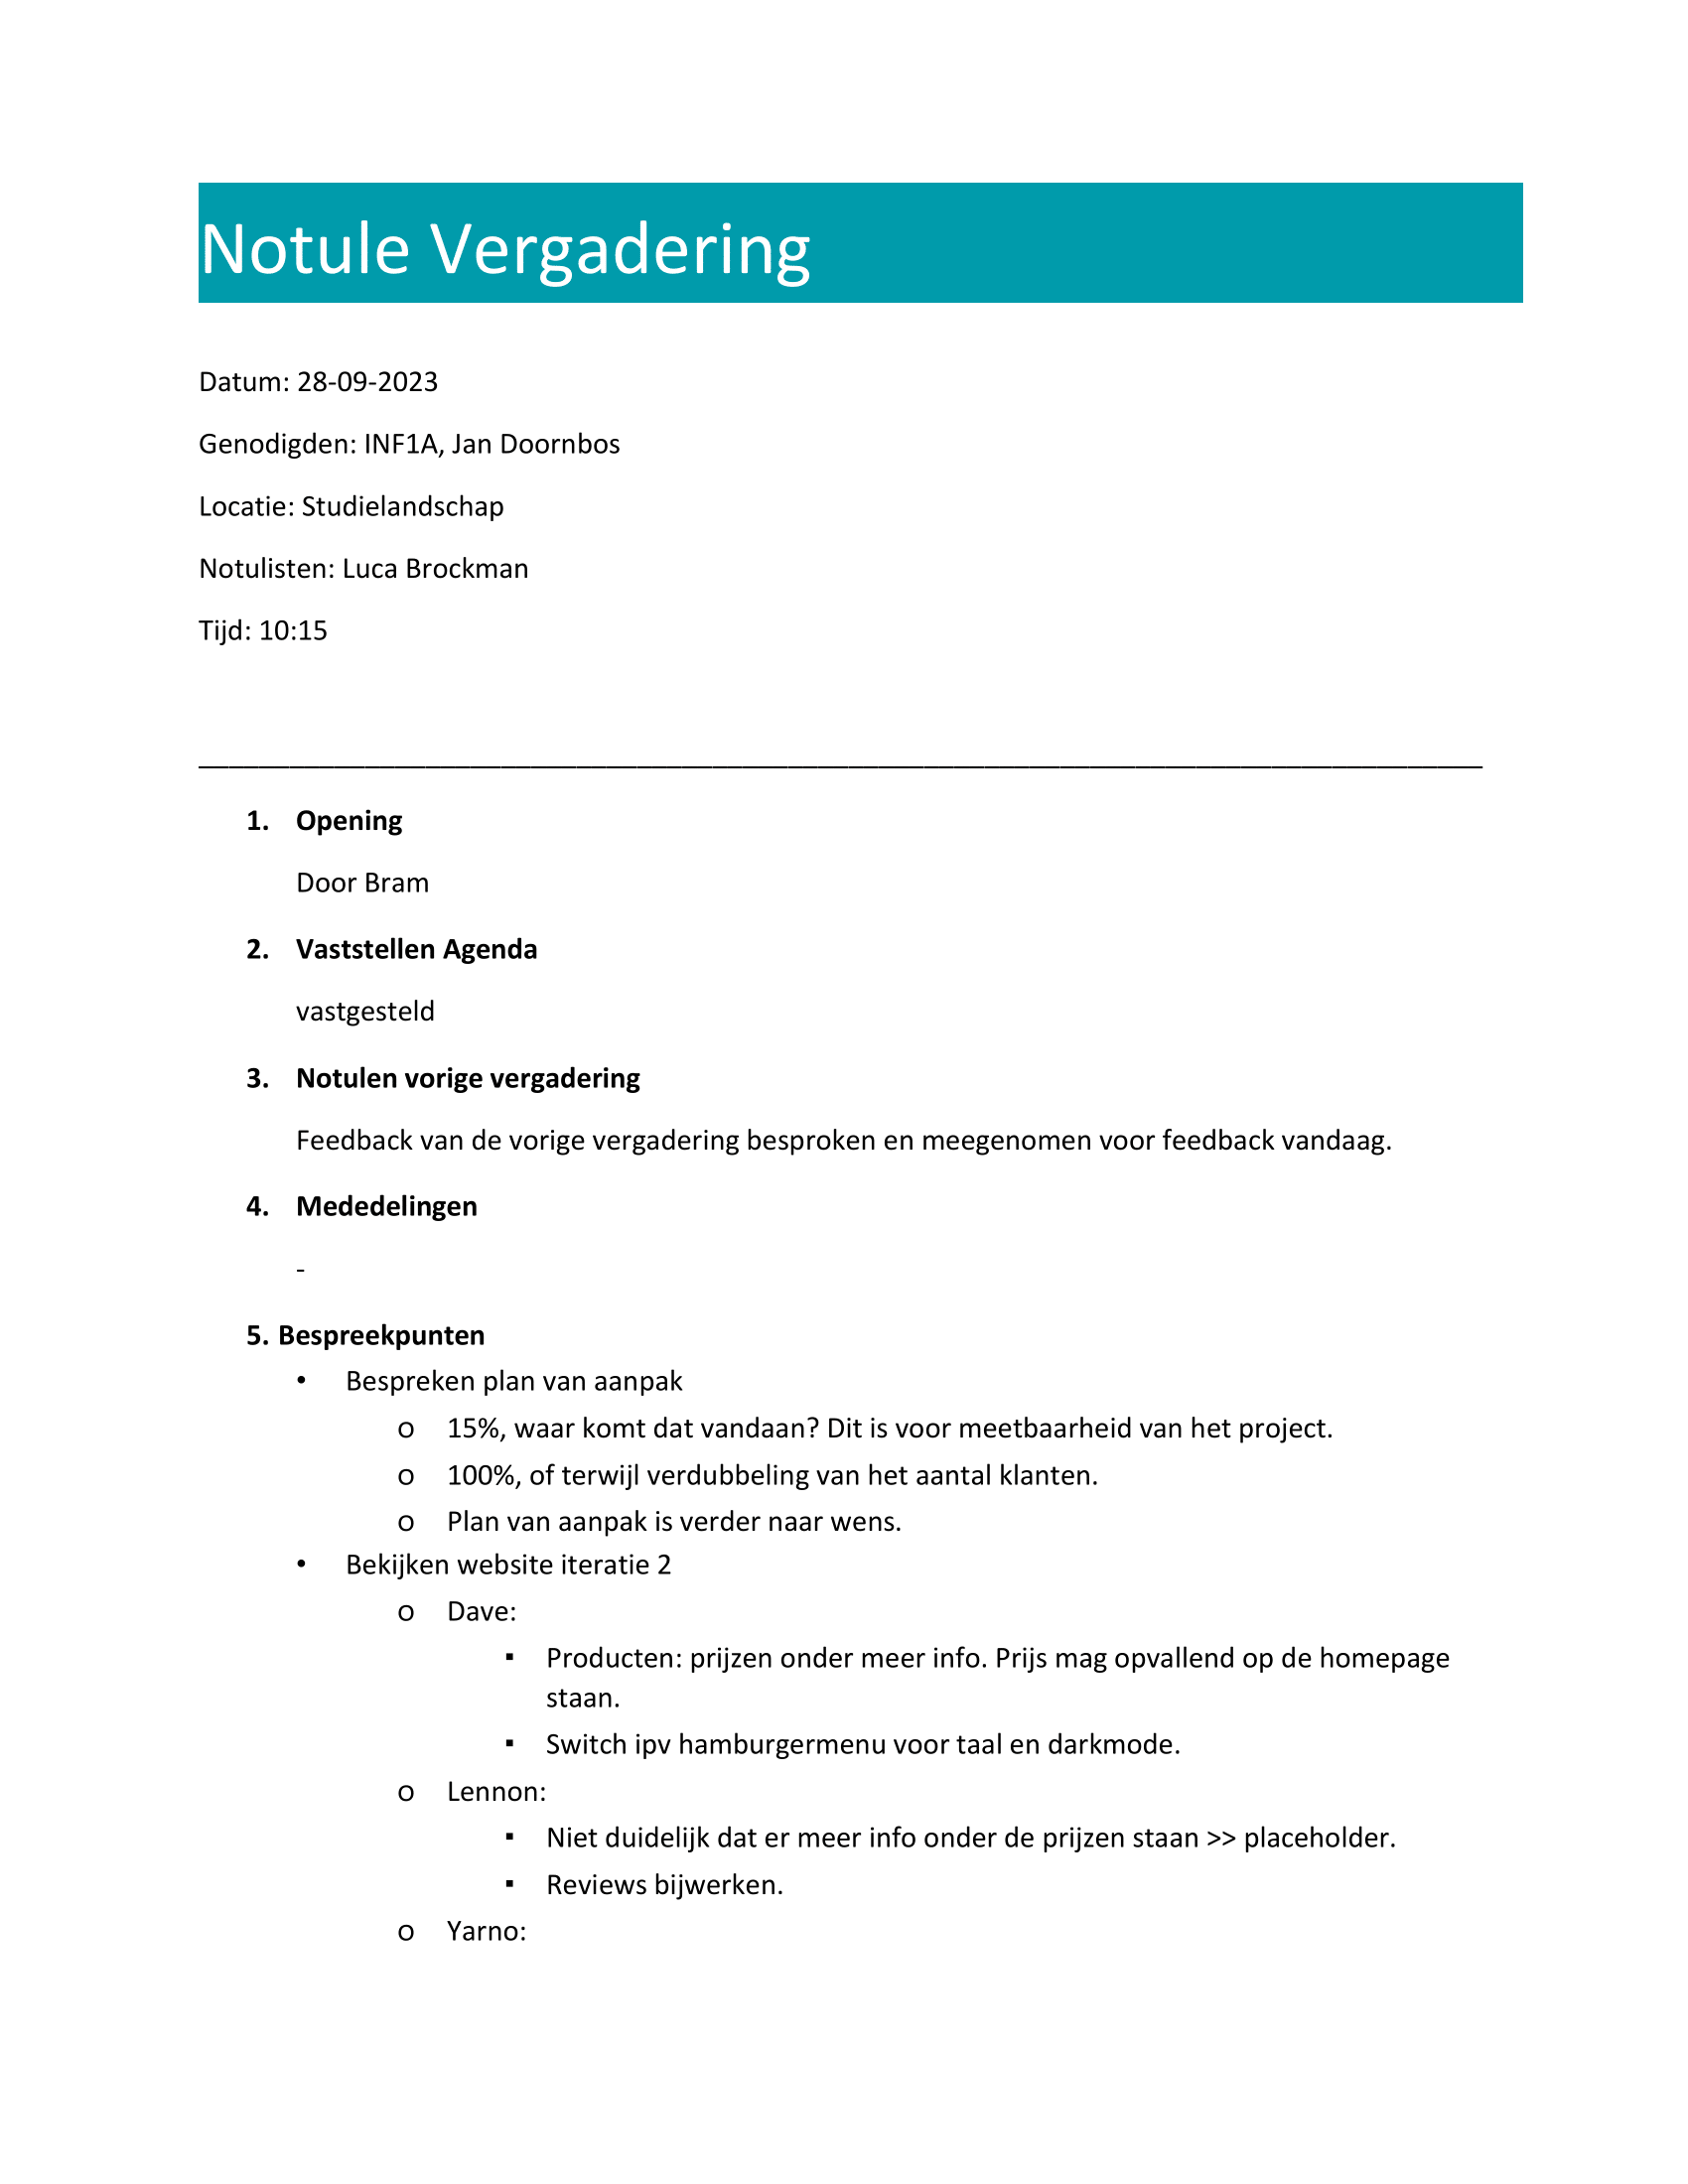 Notule Vergadering
Datum: 28-09-2023
Genodigden: INF1A, Jan Doornbos
Locatie: Studielandschap
Notulisten: Luca Brockman
Tijd: 10:15
1. Opening
Door Bram
2. Vaststellen Agenda
vastgesteld
3. Notulen vorige vergadering
Feedback van de vorige vergadering besproken en meegenomen voor feedback vandaag.
4. Mededelingen
-
5. Bespreekpunten
• Bespreken plan van aanpak
o 15%, waar komt dat vandaan? Dit is voor meetbaarheid van het project.
o 100%, of terwijl verdubbeling van het aantal klanten.
o Plan van aanpak is verder naar wens.
• Bekijken website iteratie 2
o Dave:
▪ Producten: prijzen onder meer info. Prijs mag opvallend op de homepage
staan.
▪ Switch ipv hamburgermenu voor taal en darkmode.
o Lennon:
▪ Niet duidelijk dat er meer info onder de prijzen staan >> placeholder.
▪ Reviews bijwerken.
o Yarno: